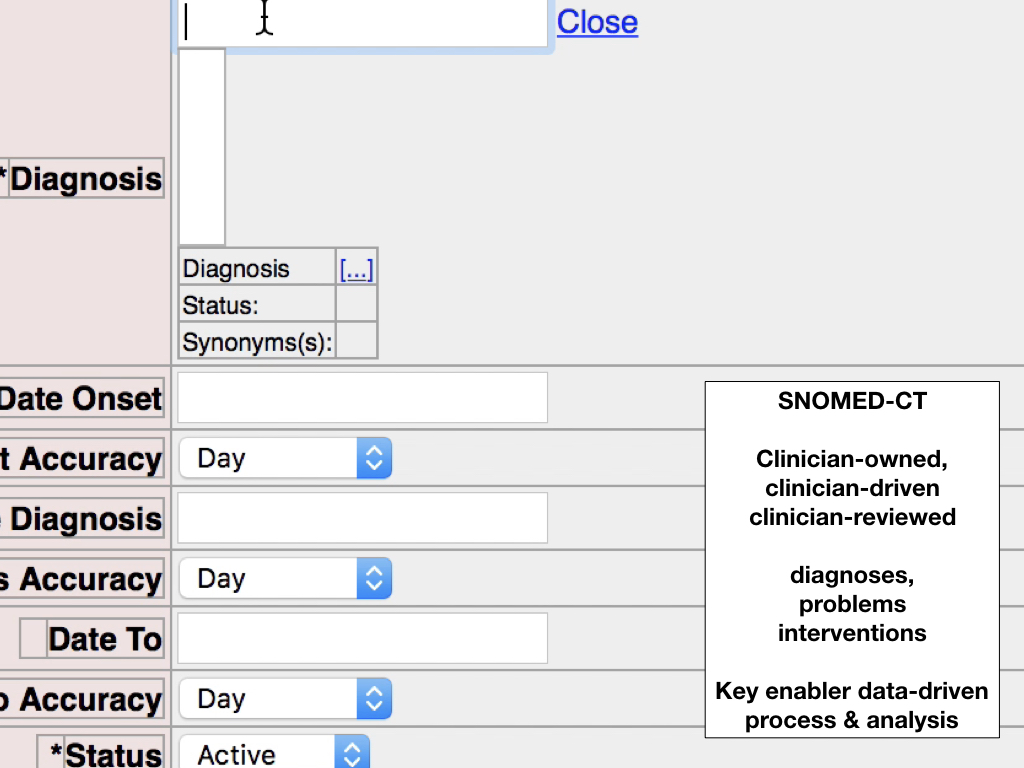 Close
*Diagnosis
Diagnosis [...]
Status:
Synonyms(s):
Date Onset
t Accuracy Day
Diagnosis
s Accuracy Day
Date To
Accuracy Day
*Status Active
SNOMED-CT
Clinician-owned,
clinician-driven
clinician-reviewed
diagnoses,
problems
interventions
Key enabler data-driven
process & analysis